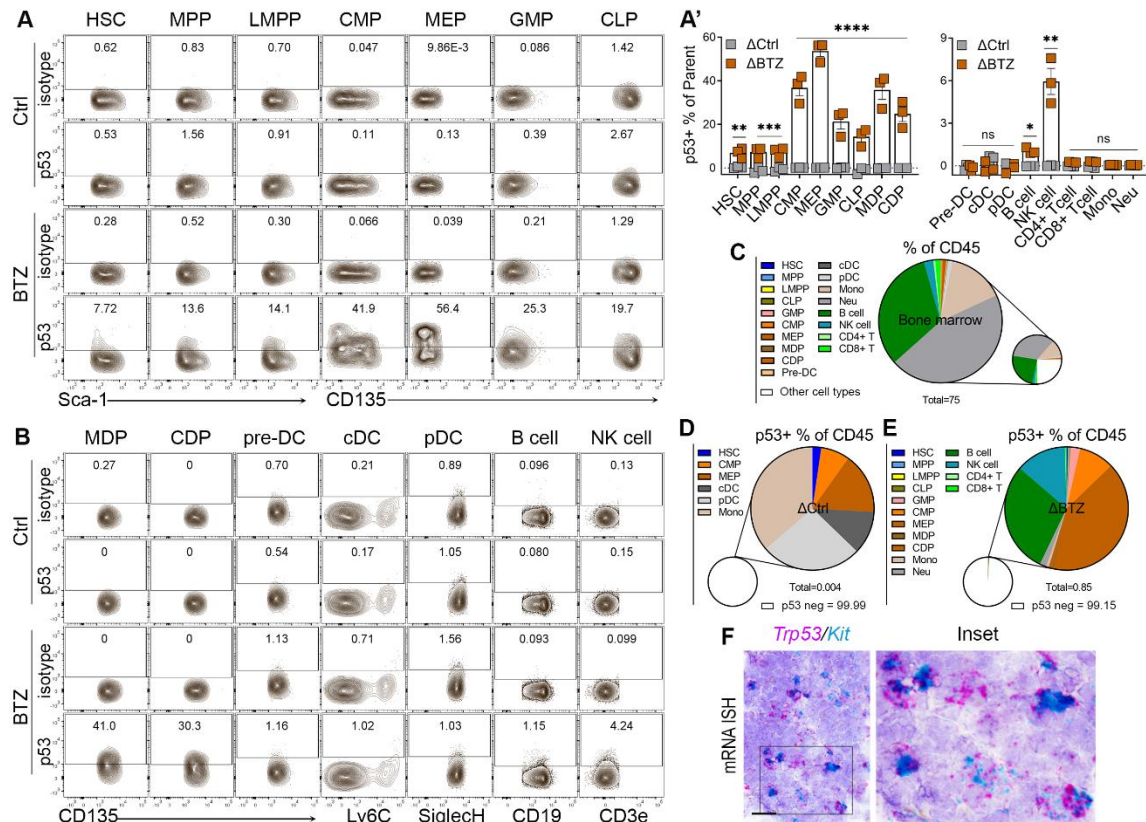 A
HSC MPP LMPP CMP MEP GMP CLP
Ctrl
isotype
0.62 0.83 0.70 0.047 9.86E-3 0.086 1.42
p53
0.53 1.56 0.91 0.11 0.13 0.39 2.67
BTZ
isotype
0.28 0.52 0.30 0.066 0.039 0.21 1.29
p53
7.72 13.6 14.1 41.9 56.4 25.3 19.7
Sca-1 CD135
A'
p53+ % of Parent
60
40
20
0
ΔCtrl
ΔBTZ
****
** ***
HSC MPP LMPP CMP MEP GMP CLP MDP CDP
9
6
3
0
ΔCtrl
ΔBTZ
**
*
ns ns
Pre-DC cDC pDC B cell NK cell CD4+ Tcell CD8+ Tcell Mono Neu
B
MDP CDP pre-DC cDC pDC B cell NK cell
Ctrl
isotype
0.27 0 0.70 0.21 0.89 0.096 0.13
p53
0 0 0.54 0.17 1.05 0.080 0.15
BTZ
isotype
0 0 1.13 0.71 1.56 0.093 0.099
p53
41.0 30.3 1.16 1.02 1.03 1.15 4.24
CD135 Ly6C SiglecH CD19 CD3e
C
% of CD45
HSC cDC
MPP pDC
LMPP Mono
CLP Neu
GMP B cell
CMP NK cell
MEP CD4+ T
MDP CD8+ T
CDP
Pre-DC
Other cell types
Bone marrow
Total=75
D
p53+ % of CD45
HSC
CMP
MEP
cDC
pDC
Mono
ΔCtrl
Total=0.004
p53 neg = 99.99
E
p53+ % of CD45
HSC B cell
MPP NK cell
LMPP CD4+ T
CLP CD8+ T
GMP
CMP
MEP
MDP
CDP
Mono
Neu
ΔBTZ
Total=0.85
p53 neg = 99.15
F
Trp53/Kit Inset
mRNA ISH